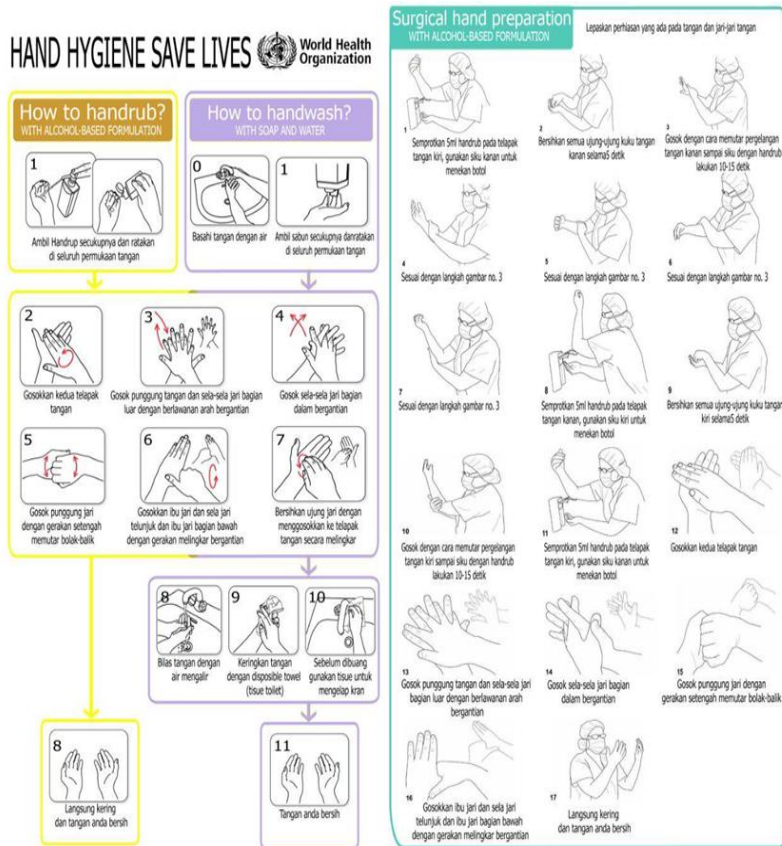 HAND HYGIENE SAVE LIVES
World Health
Organization
How to handrub?
WITH ALCOHOL-BASED FORMULATION
1
Ambil Handrup secukupnya dan ratakan
di seluruh permukaan tangan
How to handwash?
WITH SOAP AND WATER
0
Basahi tangan dengan air
1
Ambil sabun secukupnya danratakan
di seluruh permukaan tangan
2
Gosokkan kedua telapak
tangan
3
Gosok punggung tangan dan sela-sela jari bagian
luar dengan berlawanan arah bergantian
4
Gosok sela-sela jari bagian
dalam bergantian
5
Gosok punggung jari
dengan gerakan setengah
memutar bolak-balik
6
Gosokkan ibu jari dan sela jari
telunjuk dan ibu jari bagian bawah
dengan gerakan melingkar bergantian
7
Bersihkan ujung jari dengan
menggosokkan ke telapak
tangan secara melingkar
8
Bilas tangan dengan
air mengalir
9
Keringkan tangan
dengan disposible towel
(tisue toilet)
10
Sebelum dibuang
gunakan tisue untuk
mengelap kran
8
Langsung kering
dan tangan anda bersih
11
Tangan anda bersih
Surgical hand preparation
WITH ALCOHOL-BASED FORMULATION
Lepaskan perhiasan yang ada pada tangan dan jari-jari tangan
1
Semprotkan 5ml handrub pada telapak
tangan kiri, gunakan siku kanan untuk
menekan botol
2
Bersihkan semua ujung-ujung kuku tangan
kanan selama5 detik
3
Gosok dengan cara memutar pergelangan
tangan kanan sampai siku dengan handrub
lakukan 10-15 detik
4
Sesuai dengan langkah gambar no. 3
5
Sesuai dengan langkah gambar no. 3
6
Sesuai dengan langkah gambar no. 3
7
Sesuai dengan langkah gambar no. 3
8
Semprotkan 5ml handrub pada telapak
tangan kanan, gunakan siku kiri untuk
menekan botol
9
Bersihkan semua ujung-ujung kuku tangan
kiri selama5 detik
10
Gosok dengan cara memutar pergelangan
tangan kiri sampai siku dengan handrub
lakukan 10-15 detik
11
Semprotkan 5ml handrub pada telapak
tangan kiri, gunakan siku kanan untuk
menekan botol
12
Gosokkan kedua telapak tangan
13
Gosok punggung tangan dan sela-sela jari
bagian luar dengan berlawanan arah
bergantian
14
Gosok sela-sela jari bagian
dalam bergantian
15
Gosok punggung jari dengan
gerakan setengah memutar bolak-balik
16
Gosokkan ibu jari dan sela jari
telunjuk dan ibu jari bagian bawah
dengan gerakan melingkar bergantian
17
Langsung kering
dan tangan anda bersih